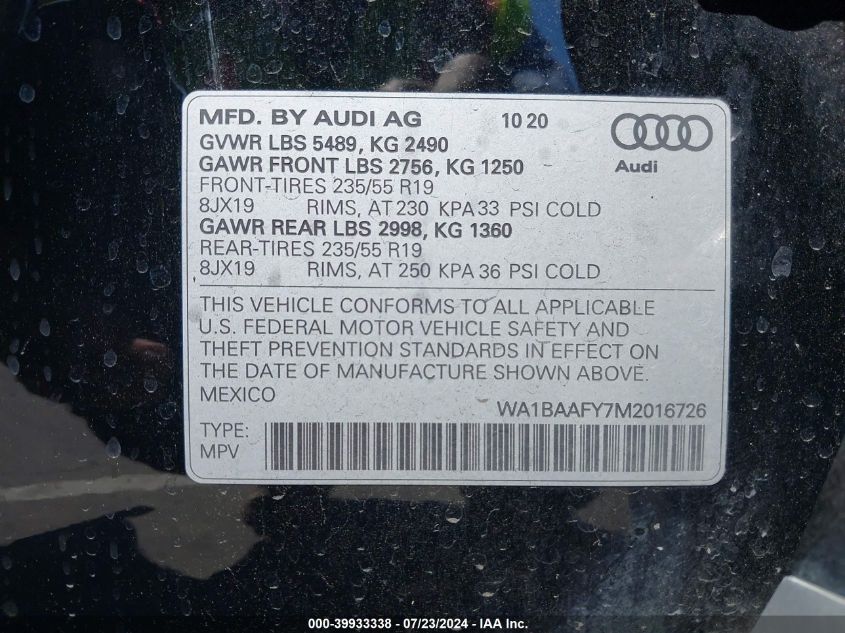 MFD. BY AUDI AG 10 20
GVWR LBS 5489, KG 2490
GAWR FRONT LBS 2756, KG 1250
Audi
FRONT-TIRES 235/55 R19
8JX19 RIMS, AT 230 KPA 33 PSI COLD
GAWR REAR LBS 2998, KG 1360
REAR-TIRES 235/55 R19
8JX19 RIMS, AT 250 KPA 36 PSI COLD
THIS VEHICLE CONFORMS TO ALL APPLICABLE
U.S. FEDERAL MOTOR VEHICLE SAFETY AND
THEFT PREVENTION STANDARDS IN EFFECT ON
THE DATE OF MANUFACTURE SHOWN ABOVE.
MEXICO
WA1BAAFY7M2016726
TYPE:
MPV
000-39933338 - 07/23/2024 - IAAI.COM. INC.